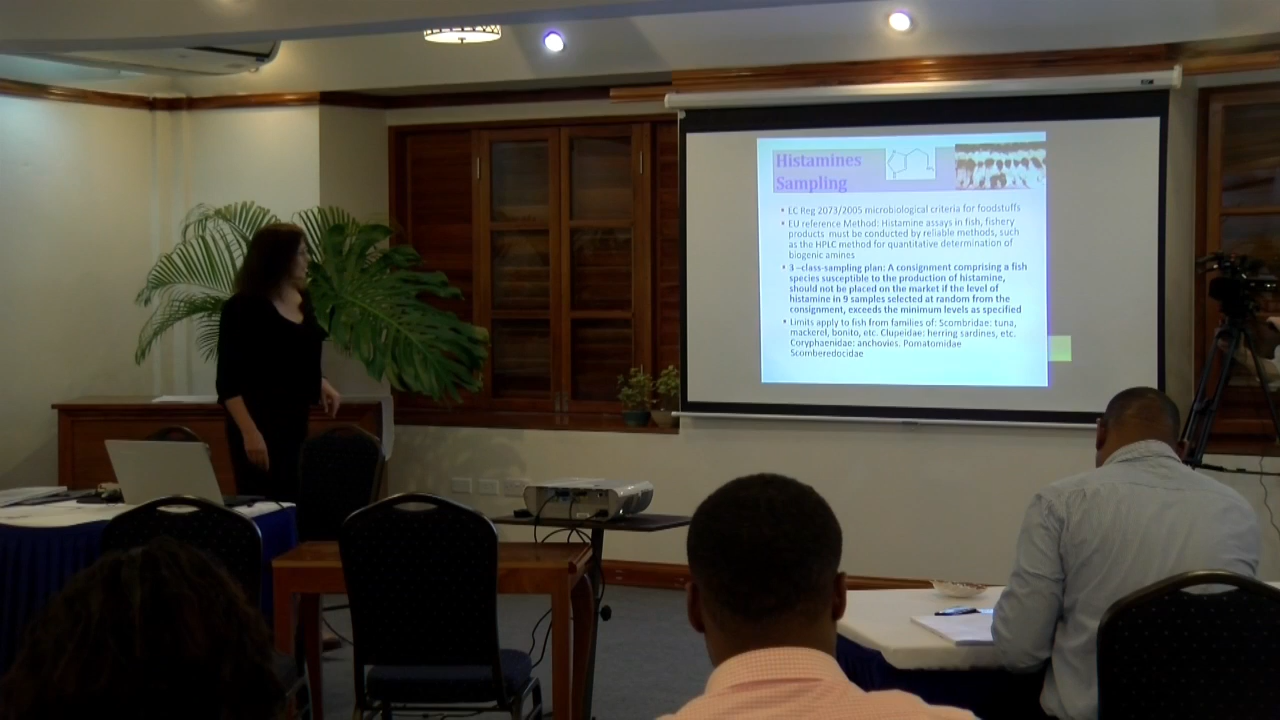 Histamines
Sampling
• EC Reg 2073/2005 microbiological criteria for foodstuffs
• EU reference Method: Histamine assays in fish, fishery
products must be conducted by reliable methods, such
as the HPLC method for quantitative determination of
biogenic amines
• 3 –class-sampling plan: A consignment comprising a fish
species susceptible to the production of histamine,
should not be placed on the market if the level of
histamine in 9 samples selected at random from the
consignment, exceeds the minimum levels as specified
• Limits apply to fish from families of: Scombridae: tuna,
mackerel, bonito, etc. Clupeidae: herring sardines, etc.
Coryphaenidae: anchovies. Pomatomidae
Scomberedocidae